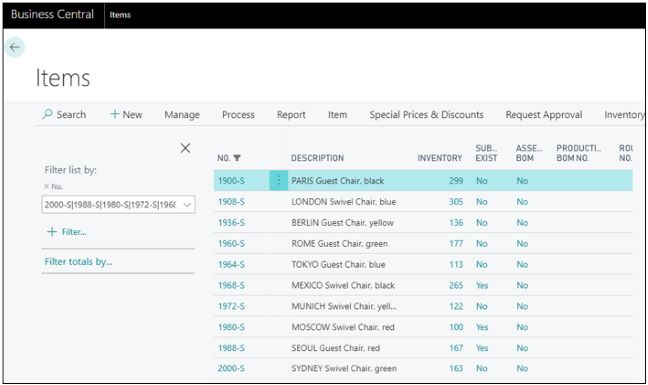 Business Central Items
Items
Search + New Manage Process Report Item Special Prices & Discounts Request Approval Inventory
Filter list by:
× No.
2000-S|1988-S|1980-S|1972-S|1968
+ Filter...
Filter totals by...
NO. DESCRIPTION INVENTORY SUB... EXIST ASSE... BOM PRODUCTI... BOM NO. ROU NO.
1900-S PARIS Guest Chair, black 299 No No
1908-S LONDON Swivel Chair, blue 305 No No
1936-S BERLIN Guest Chair, yellow 136 No No
1960-S ROME Guest Chair, green 177 No No
1964-S TOKYO Guest Chair, blue 113 No No
1968-S MEXICO Swivel Chair, black 265 Yes No
1972-S MUNICH Swivel Chair, yell... 122 No No
1980-S MOSCOW Swivel Chair, red 100 Yes No
1988-S SEOUL Guest Chair, red 167 Yes No
2000-S SYDNEY Swivel Chair, green 163 No No